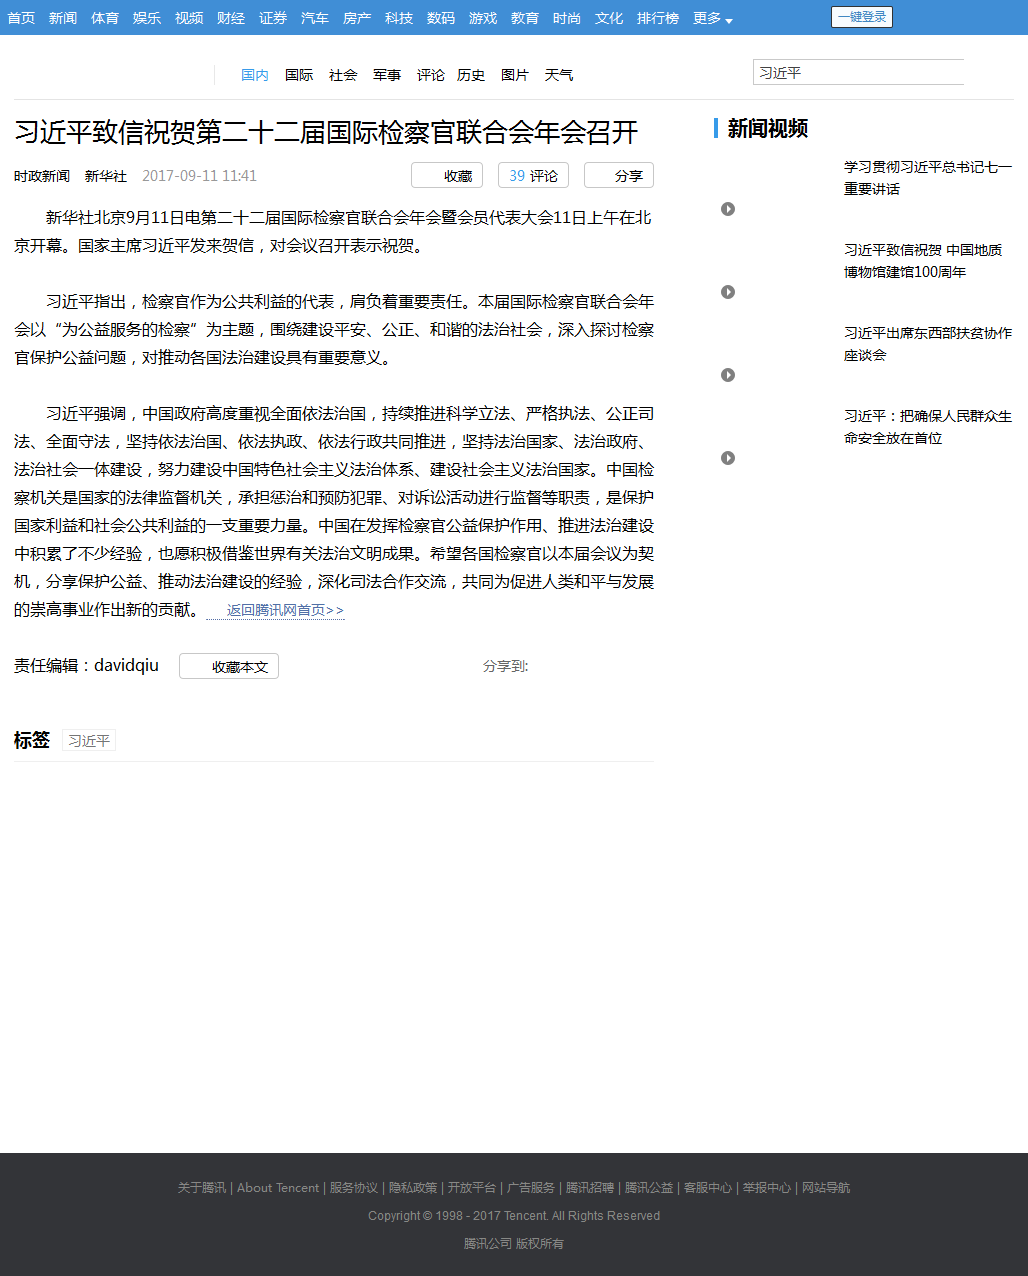 首页 新闻 体育 娱乐 视频 财经 证券 汽车 房产 科技 数码 游戏 教育 时尚 文化 排行榜 更多 一键登录
国内 国际 社会 军事 评论 历史 图片 天气 习近平
习近平致信祝贺第二十二届国际检察官联合会年会召开
时政新闻 新华社 2017-09-11 11:41 收藏 39 评论 分享
新华社北京9月11日电第二十二届国际检察官联合会年会暨会员代表大会11日上午在北
京开幕。国家主席习近平发来贺信，对会议召开表示祝贺。
习近平指出，检察官作为公共利益的代表，肩负着重要责任。本届国际检察官联合会年
会以“为公益服务的检察”为主题，围绕建设平安、公正、和谐的法治社会，深入探讨检察
官保护公益问题，对推动各国法治建设具有重要意义。
习近平强调，中国政府高度重视全面依法治国，持续推进科学立法、严格执法、公正司
法、全面守法，坚持依法治国、依法执政、依法行政共同推进，坚持法治国家、法治政府、
法治社会一体建设，努力建设中国特色社会主义法治体系、建设社会主义法治国家。中国检
察机关是国家的法律监督机关，承担惩治和预防犯罪、对诉讼活动进行监督等职责，是保护
国家利益和社会公共利益的一支重要力量。中国在发挥检察官公益保护作用、推进法治建设
中积累了不少经验，也愿积极借鉴世界有关法治文明成果。希望各国检察官以本届会议为契
机，分享保护公益、推动法治建设的经验，深化司法合作交流，共同为促进人类和平与发展
的崇高事业作出新的贡献。 返回腾讯网首页>>
责任编辑：davidqiu 收藏本文 分享到:
标签 习近平
新闻视频
学习贯彻习近平总书记七一
重要讲话
习近平致信祝贺 中国地质
博物馆建馆100周年
习近平出席东西部扶贫协作
座谈会
习近平：把确保人民群众生
命安全放在首位
关于腾讯 | About Tencent | 服务协议 | 隐私政策 | 开放平台 | 广告服务 | 腾讯招聘 | 腾讯公益 | 客服中心 | 举报中心 | 网站导航
Copyright © 1998 - 2017 Tencent. All Rights Reserved
腾讯公司 版权所有